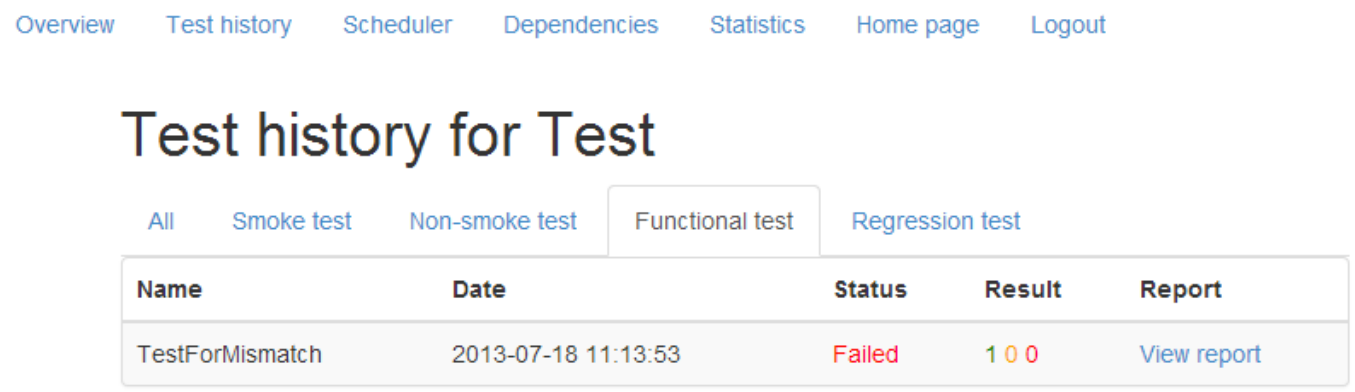 Overview Test history Scheduler Dependencies Statistics Home page Logout
Test history for Test
All Smoke test Non-smoke test Functional test Regression test
Name Date Status Result Report
TestForMismatch 2013-07-18 11:13:53 Failed 1 0 0 View report